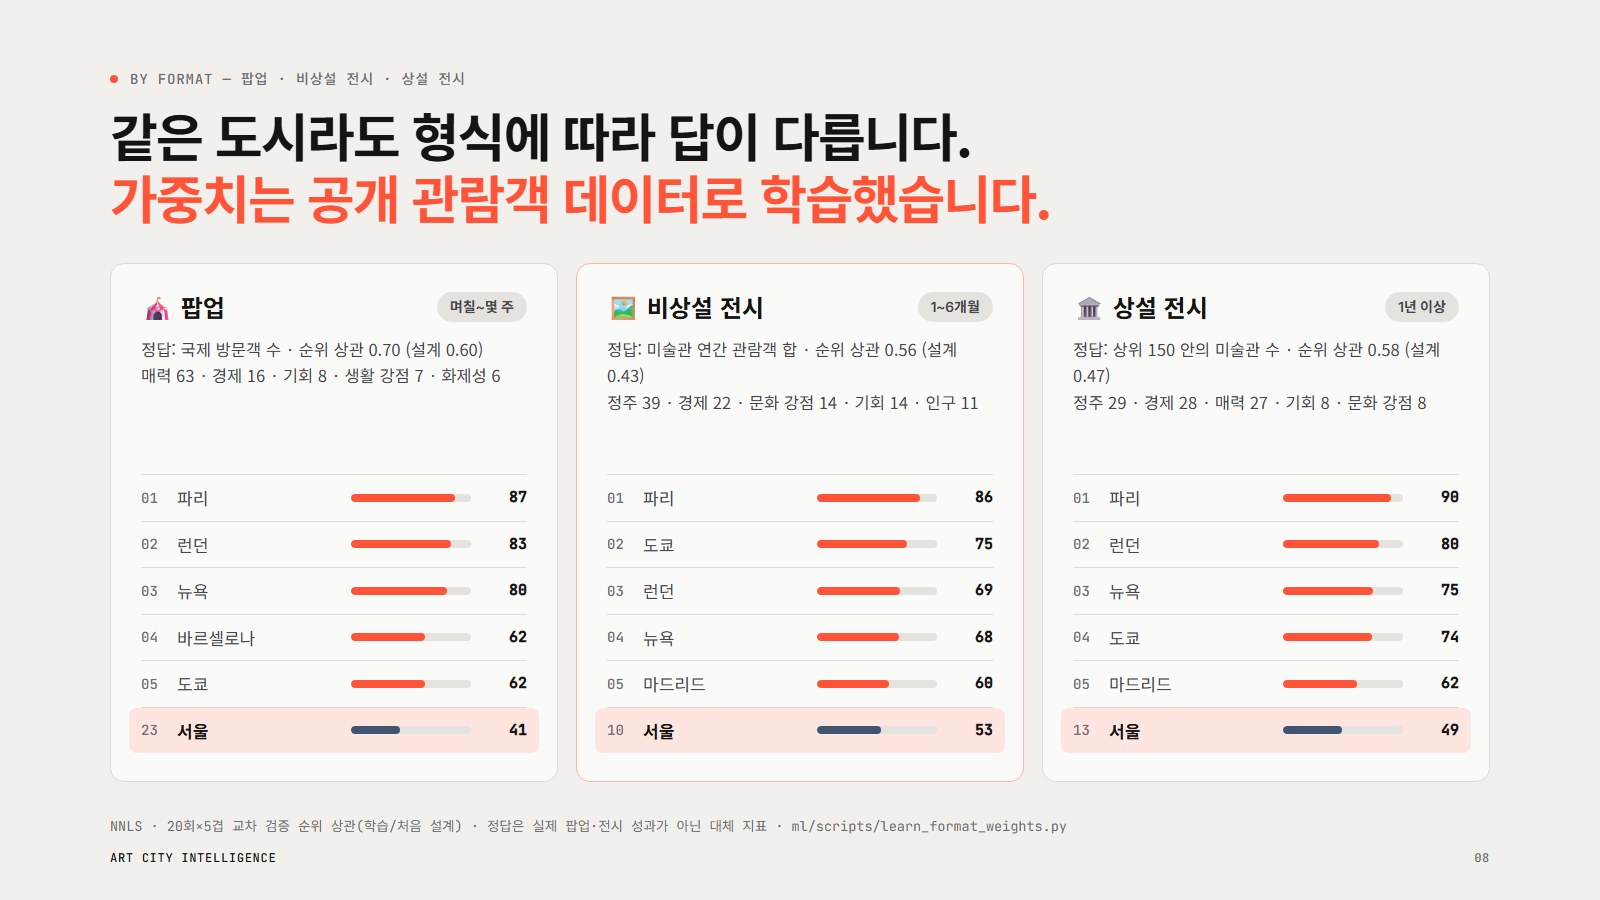 BY FORMAT — 팝업 · 비상설 전시 · 상설 전시
같은 도시라도 형식에 따라 답이 다릅니다.
가중치는 공개 관람객 데이터로 학습했습니다.
팝업
며칠~몇 주
정답: 국제 방문객 수 · 순위 상관 0.70 (설계 0.60)
매력 63 · 경제 16 · 기회 8 · 생활 강점 7 · 화제성 6
01 파리 87
02 런던 83
03 뉴욕 80
04 바르셀로나 62
05 도쿄 62
23 서울 41
비상설 전시
1~6개월
정답: 미술관 연간 관람객 합 · 순위 상관 0.56 (설계
0.43)
정주 39 · 경제 22 · 문화 강점 14 · 기회 14 · 인구 11
01 파리 86
02 도쿄 75
03 런던 69
04 뉴욕 68
05 마드리드 60
10 서울 53
상설 전시
1년 이상
정답: 상위 150 안의 미술관 수 · 순위 상관 0.58 (설계
0.47)
정주 29 · 경제 28 · 매력 27 · 기회 8 · 문화 강점 8
01 파리 90
02 런던 80
03 뉴욕 75
04 도쿄 74
05 마드리드 62
13 서울 49
NNLS · 20회×5겹 교차 검증 순위 상관(학습/처음 설계) · 정답은 실제 팝업·전시 성과가 아닌 대체 지표 · ml/scripts/learn_format_weights.py
ART CITY INTELLIGENCE
08